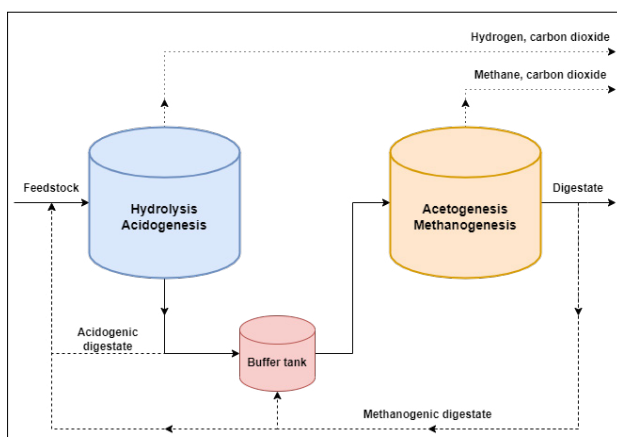 Hydrogen, carbon dioxide
Methane, carbon dioxide
Feedstock
Hydrolysis
Acidogenesis
Acetogenesis
Methanogenesis
Digestate
Acidogenic
digestate
Buffer tank
Methanogenic digestate